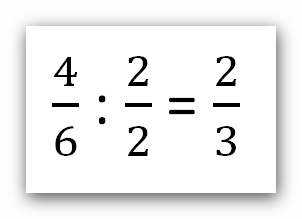 4/6 : 2/2 = 2/3